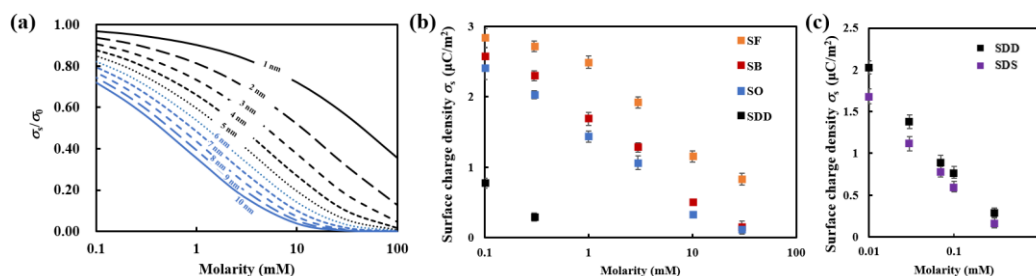 (a)
σs/σ0
1.00
0.80
0.60
0.40
0.20
0.00
1 nm
2 nm
3 nm
4 nm
5 nm
6 nm
7 nm
8 nm
9 nm
10 nm
0.1 1 10 100
Molarity (mM)
(b)
Surface charge density σs (μC/m²)
3
2
1
0
SF
SB
SO
SDD
0.1 1 10 100
Molarity (mM)
(c)
Surface charge density σs (μC/m²)
2.5
2
1.5
1
0.5
0
SDD
SDS
0.01 0.1
Molarity (mM)